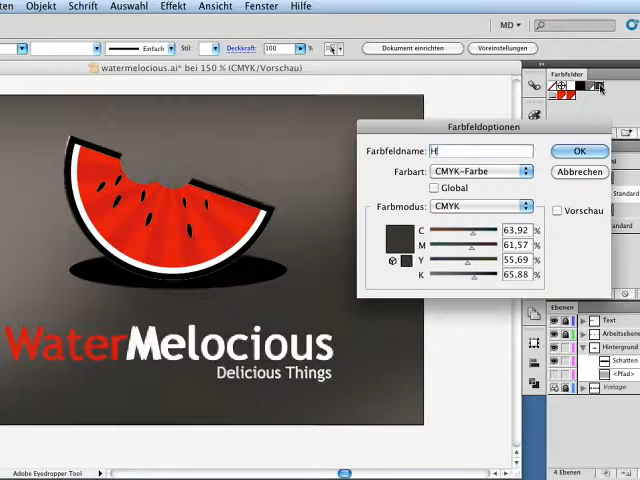 ten Objekt Schrift Auswahl Effekt Ansicht Fenster Hilfe
MD
Einfach Stil: Deckkraft 100 % Dokument einrichten Voreinstellungen
watermelocious.ai* bei 150 % (CMYK/Vorschau)
Farbfelder
Farbfeldoptionen
Farbfeldname: H OK
Farbart: CMYK-Farbe Abbrechen
Global
Farbmodus: CMYK Vorschau
C 63,92 %
M 61,57 %
Y 55,69 %
K 65,88 %
Standard
Standard
Ebenen
Text
Arbeitsebene
Hintergrund
Schatten
<Pfad>
Vorlage
4 Ebenen
WaterMelocious
Delicious Things
Adobe Eyedropper Tool